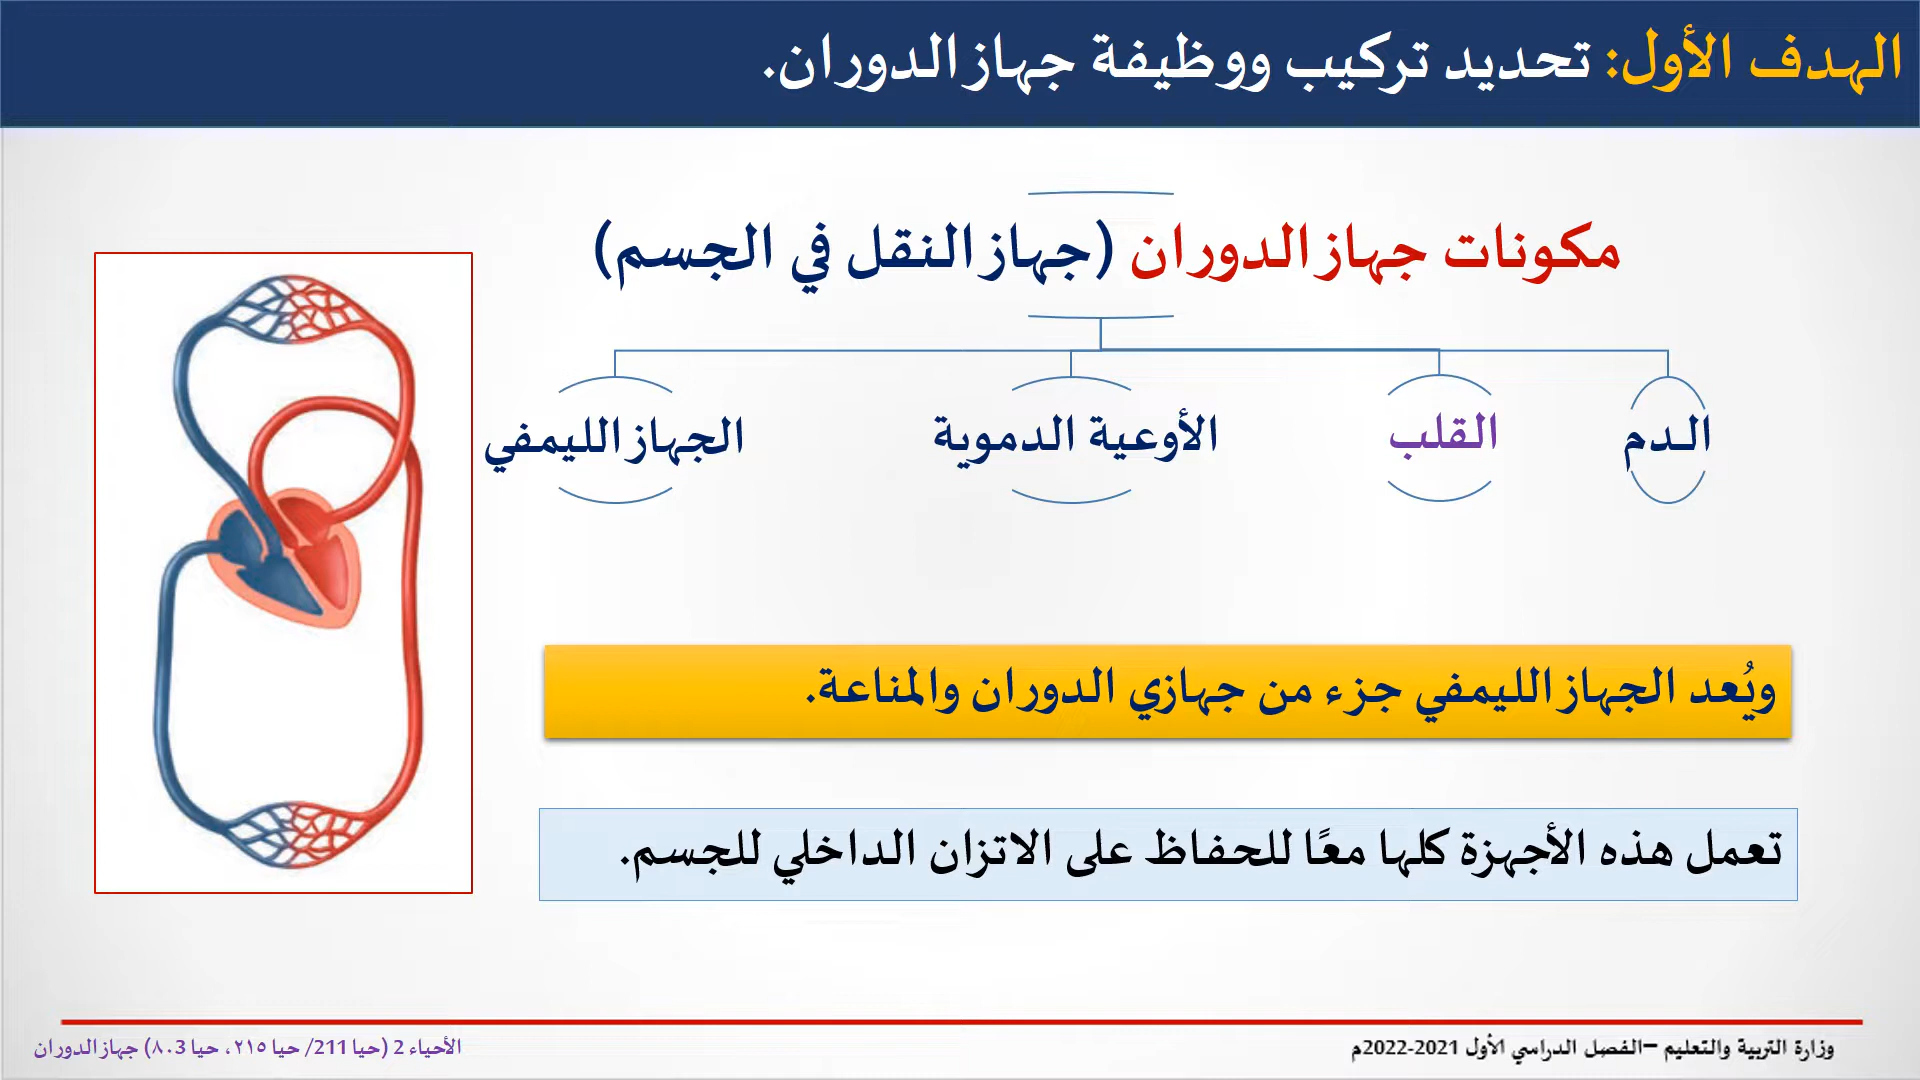 الهدف الأول: تحديد تركيب ووظيفة جهاز الدوران.
مكونات جهاز الدوران (جهاز النقل في الجسم)
الدم
القلب
الأوعية الدموية
الجهاز الليمفي
ويُعد الجهاز الليمفي جزء من جهازي الدوران والمناعة.
تعمل هذه الأجهزة كلها معًا للحفاظ على الاتزان الداخلي للجسم.
وزارة التربية والتعليم –الفصل الدراسي الأول 2021-2022م
الأحياء 2 (حيا 211/ حيا ٢١٥، حيا ٨٠3) جهاز الدوران